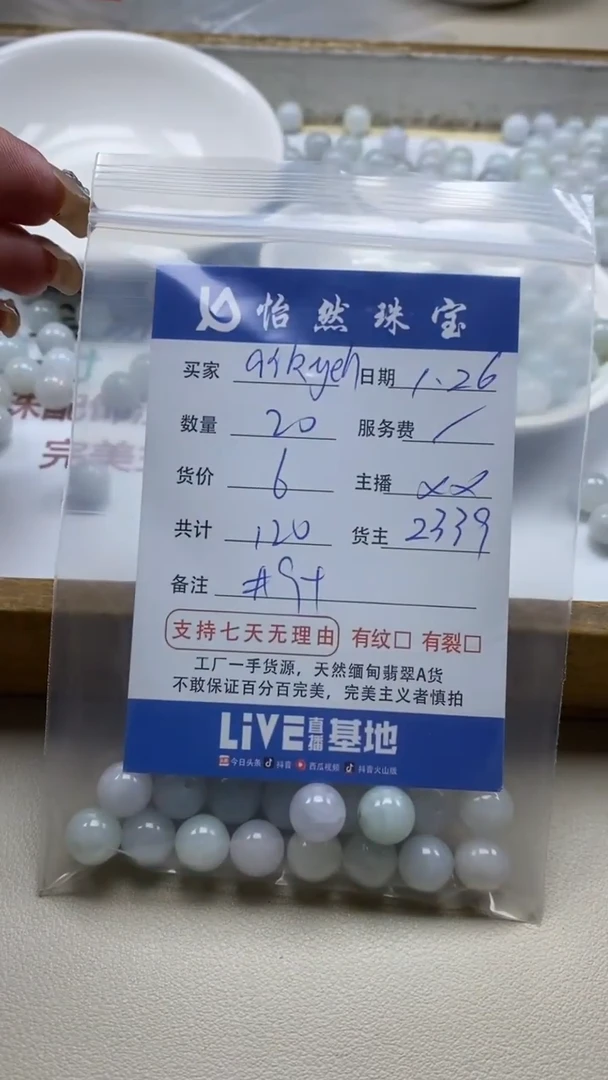 怡然珠宝
买家 日期 1.26
数量 20 服务费 /
货价 6 主播 xx
共计 120 货主 2339
备注 #9+
支持七天无理由 有纹□ 有裂□
工厂一手货源，天然缅甸翡翠A货
不敢保证百分百完美，完美主义者慎拍
LiVE直播基地
今日头条 抖音 西瓜视频 抖音火山版
完美